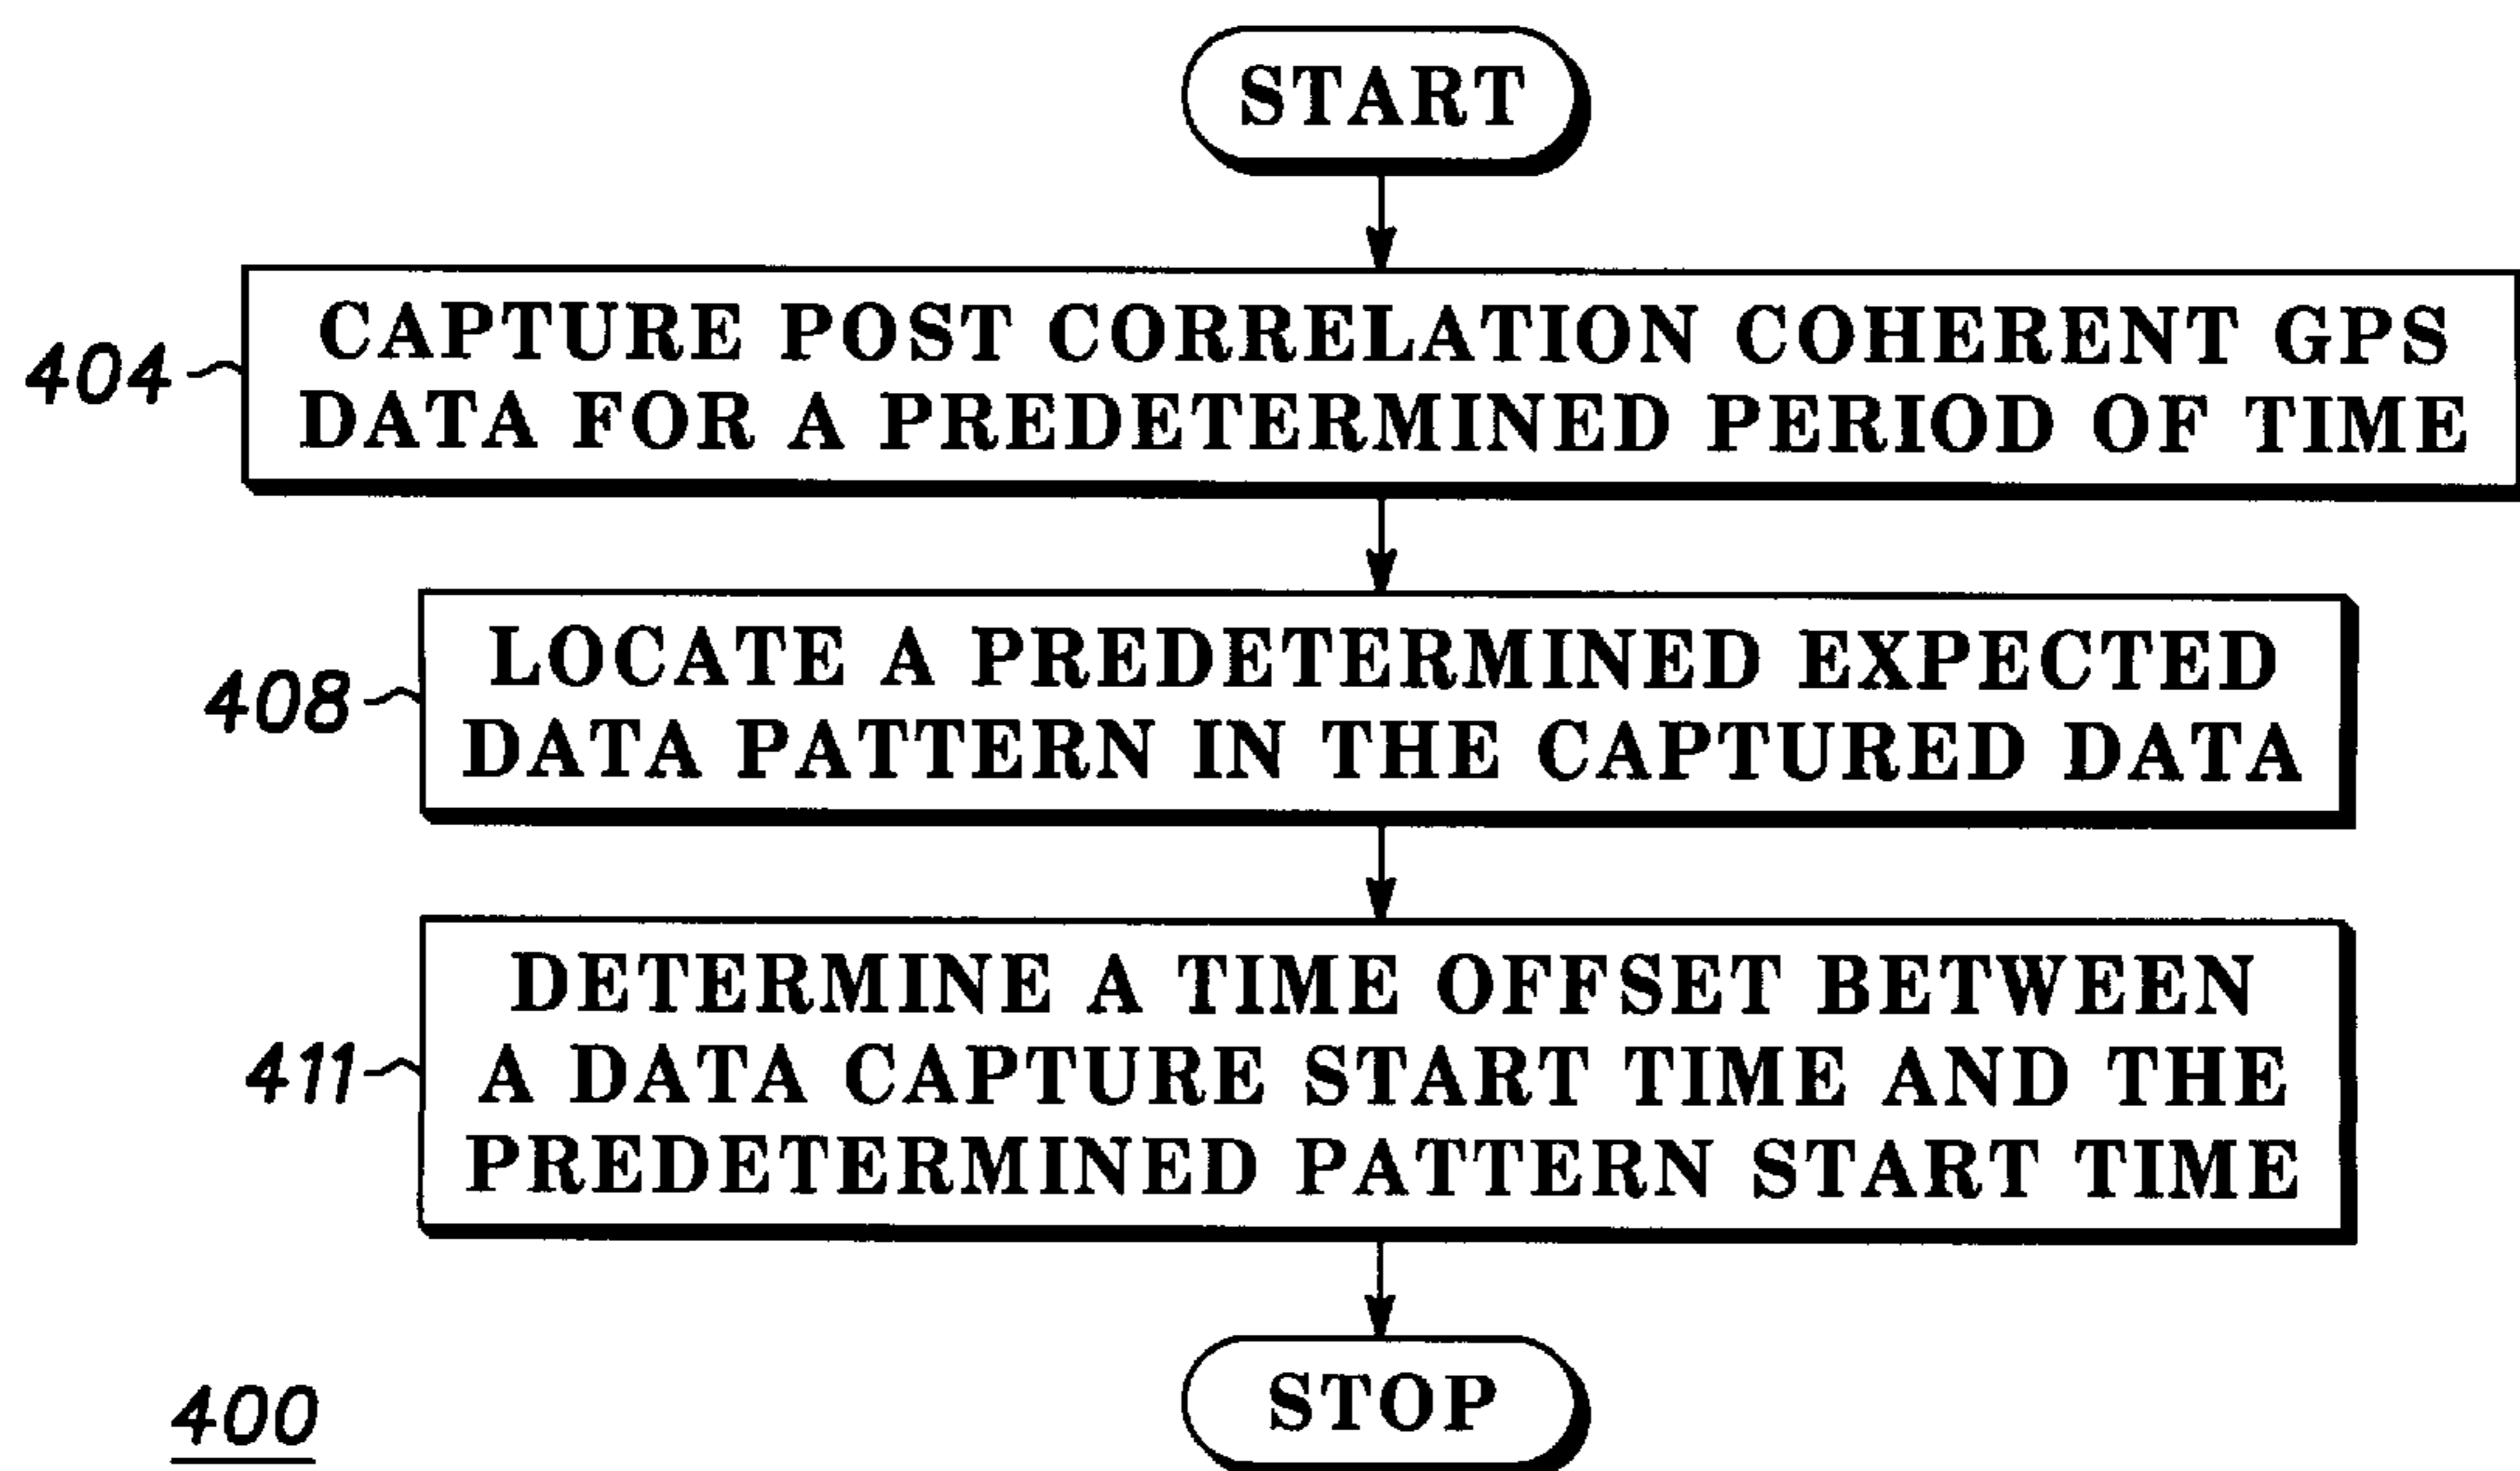 START
CAPTURE POST CORRELATION COHERENT GPS
DATA FOR A PREDETERMINED PERIOD OF TIME
404
LOCATE A PREDETERMINED EXPECTED
DATA PATTERN IN THE CAPTURED DATA
408
DETERMINE A TIME OFFSET BETWEEN
A DATA CAPTURE START TIME AND THE
PREDETERMINED PATTERN START TIME
411
STOP
400